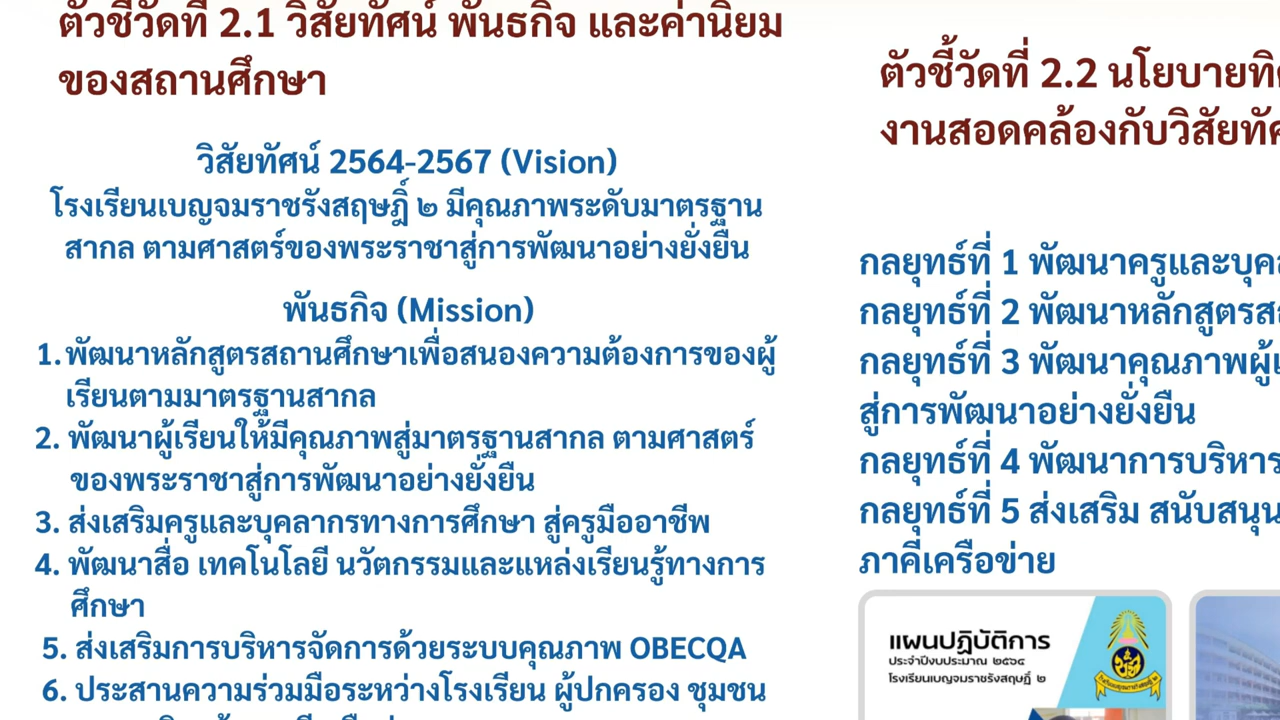 ตัวชี้วัดที่ 2.1 วิสัยทัศน์ พันธกิจ และค่านิยม
ของสถานศึกษา
วิสัยทัศน์ 2564-2567 (Vision)
โรงเรียนเบญจมราชรังสฤษฎิ์ ๒ มีคุณภาพระดับมาตรฐาน
สากล ตามศาสตร์ของพระราชาสู่การพัฒนาอย่างยั่งยืน
พันธกิจ (Mission)
1. พัฒนาหลักสูตรสถานศึกษาเพื่อสนองความต้องการของผู้
เรียนตามมาตรฐานสากล
2. พัฒนาผู้เรียนให้มีคุณภาพสู่มาตรฐานสากล ตามศาสตร์
ของพระราชาสู่การพัฒนาอย่างยั่งยืน
3. ส่งเสริมครูและบุคลากรทางการศึกษา สู่ครูมืออาชีพ
4. พัฒนาสื่อ เทคโนโลยี นวัตกรรมและแหล่งเรียนรู้ทางการ
ศึกษา
5. ส่งเสริมการบริหารจัดการด้วยระบบคุณภาพ OBECQA
6. ประสานความร่วมมือระหว่างโรงเรียน ผู้ปกครอง ชุมชน
ตัวชี้วัดที่ 2.2 นโยบาย
งานสอดคล้องกับ
กลยุทธ์ที่ 1 พัฒนาครูและ
กลยุทธ์ที่ 2 พัฒนาหลักสูตร
กลยุทธ์ที่ 3 พัฒนาคุณภาพ
สู่การพัฒนาอย่างยั่งยืน
กลยุทธ์ที่ 4 พัฒนาการบริหาร
กลยุทธ์ที่ 5 ส่งเสริม สนับสนุน
ภาคีเครือข่าย
แผนปฏิบัติการ
ประจำปีงบประมาณ ๒๕๖๔
โรงเรียนเบญจมราชรังสฤษฎิ์ ๒